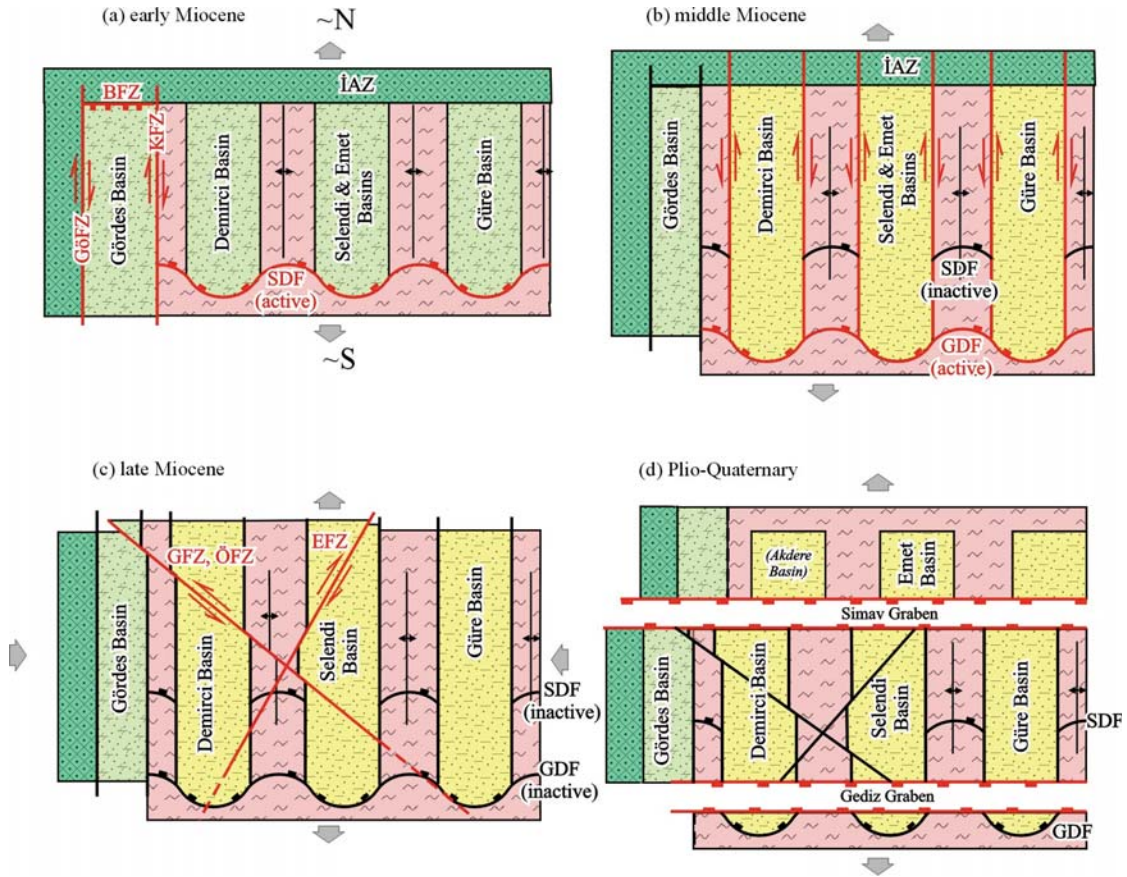 (a) early Miocene
~N
İAZ
BFZ
KFZ
GöFZ
Gördes Basin
Demirci Basin
Selendi & Emet
Basins
Güre Basin
SDF
(active)
~S
(b) middle Miocene
İAZ
Gördes Basin
Demirci Basin
Selendi & Emet
Basins
Güre Basin
SDF
(inactive)
GDF
(active)
(c) late Miocene
GFZ, ÖFZ
EFZ
Gördes Basin
Demirci Basin
Selendi
Basin
Güre Basin
SDF
(inactive)
GDF
(inactive)
(d) Plio-Quaternary
(Akdere
Basin)
Emet
Basin
Simav Graben
Gördes Basin
Demirci Basin
Selendi
Basin
Güre Basin
SDF
Gediz Graben
GDF